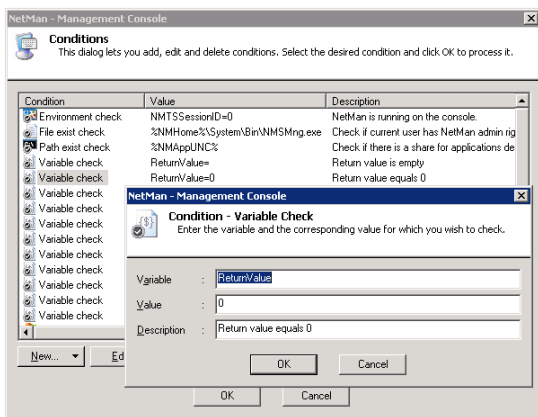 NetMan - Management Console
Conditions
This dialog lets you add, edit and delete conditions. Select the desired condition and click OK to process it.
Condition Value Description
Environment check NMTSSessionID=0 NetMan is running on the console.
File exist check %NMHome%\System\Bin\NMSMng.exe Check if current user has NetMan admin rig
Path exist check %NMAppUNC% Check if there is a share for applications de
Variable check ReturnValue= Return value is empty
Variable check ReturnValue=0 Return value equals 0
Variable check
Variable check
Variable check
Variable check
Variable check
Variable check
Variable check
NetMan - Management Console
Condition - Variable Check
Enter the variable and the corresponding value for which you wish to check.
Variable : ReturnValue
Value : 0
Description : Return value equals 0
OK Cancel
New... Ed
OK Cancel